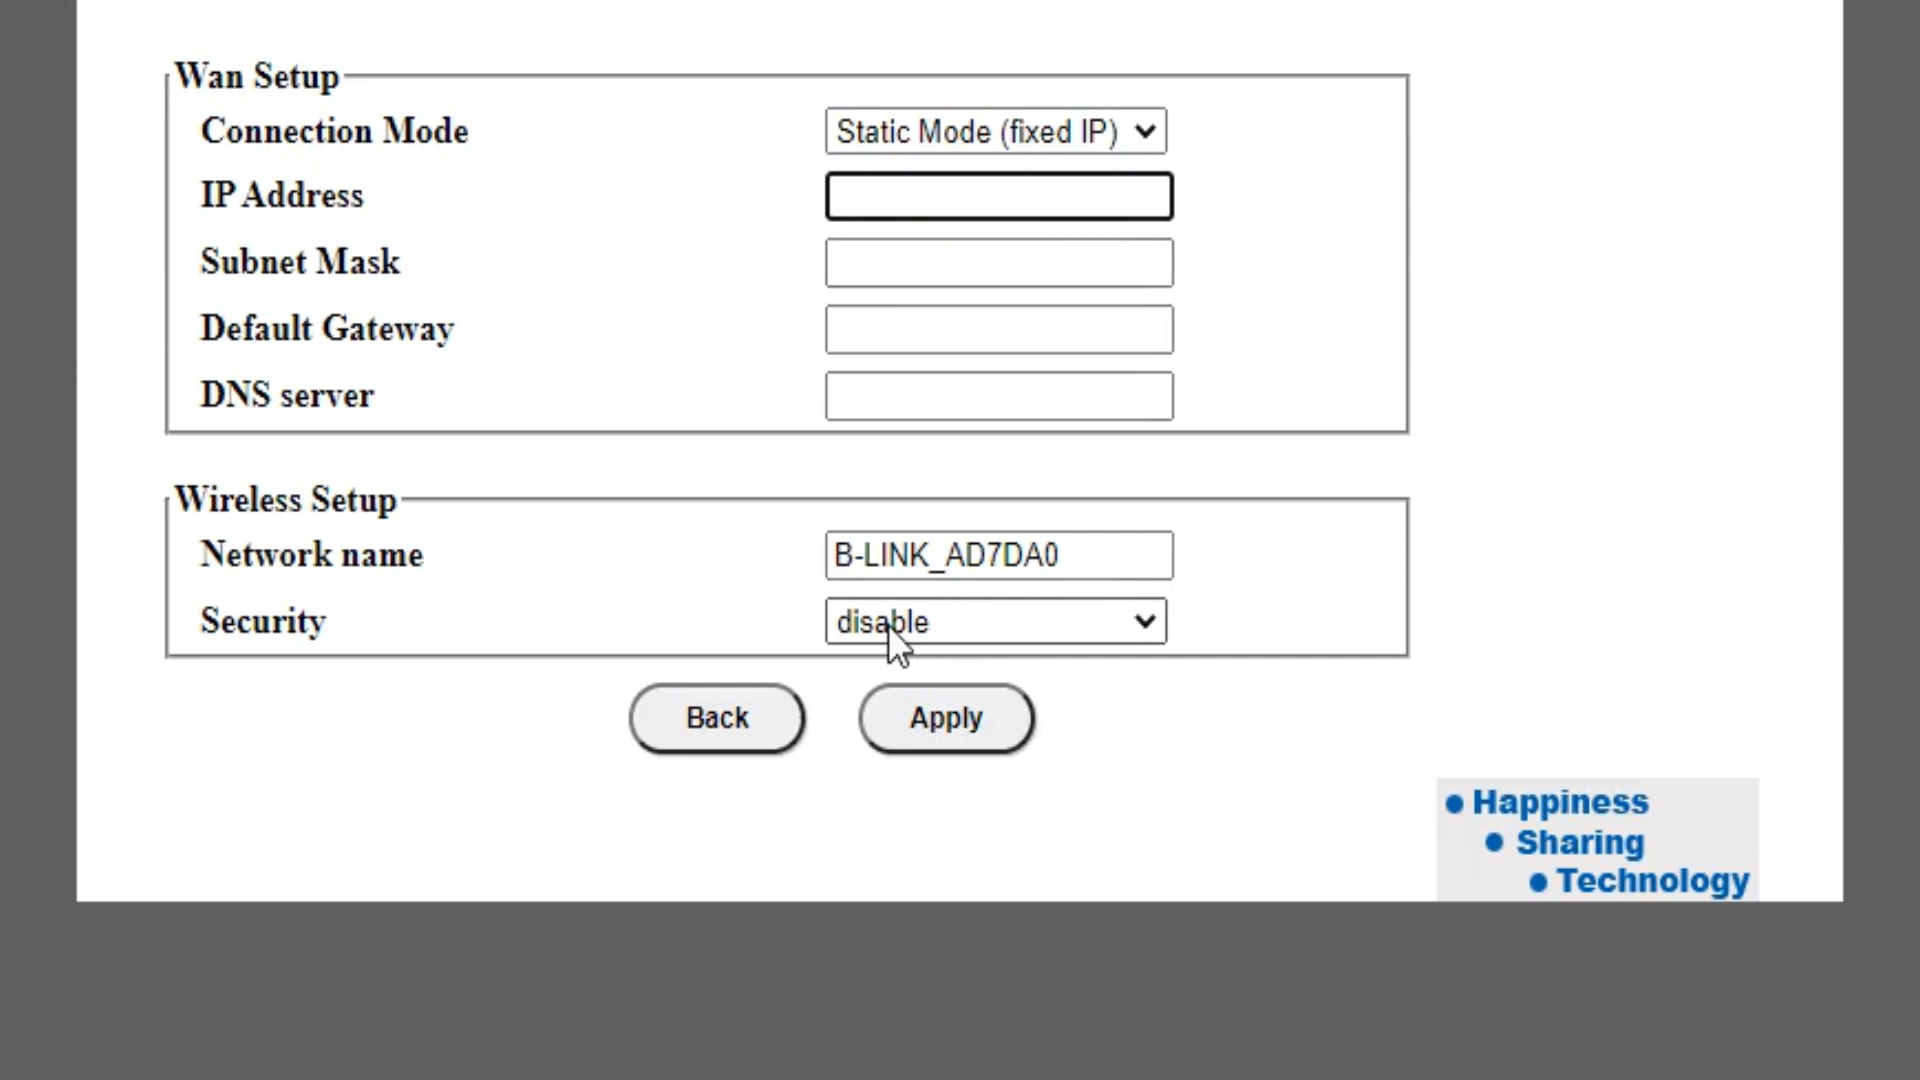 Wan Setup
Connection Mode Static Mode (fixed IP)
IP Address
Subnet Mask
Default Gateway
DNS server
Wireless Setup
Network name B-LINK_AD7DA0
Security disable
Back Apply
Happiness
Sharing
Technology